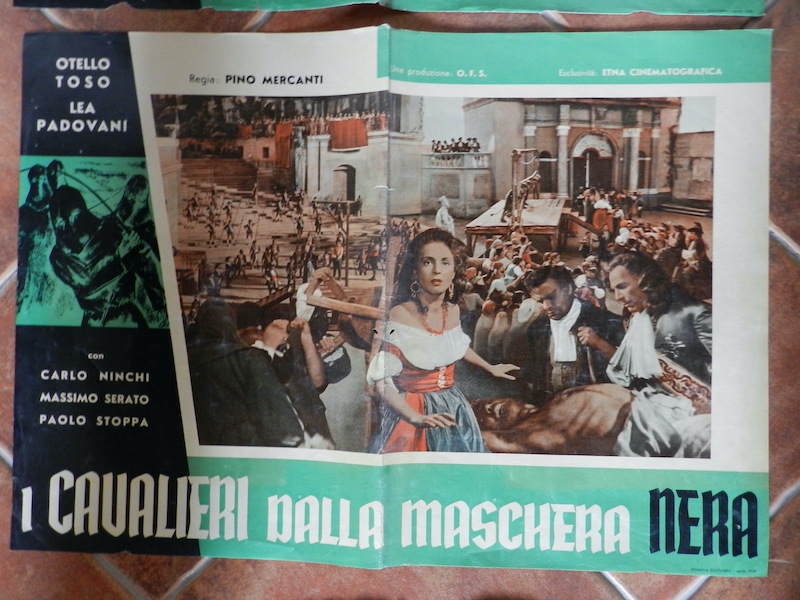 OTELLO
TOSO
LEA
PADOVANI
Regia: PINO MERCANTI
Una produzione: O.F.S.
Esclusività: ETNA CINEMATOGRAFICA
con
CARLO NINCHI
MASSIMO SERATO
PAOLO STOPPA
I CAVALIERI DALLA MASCHERA NERA